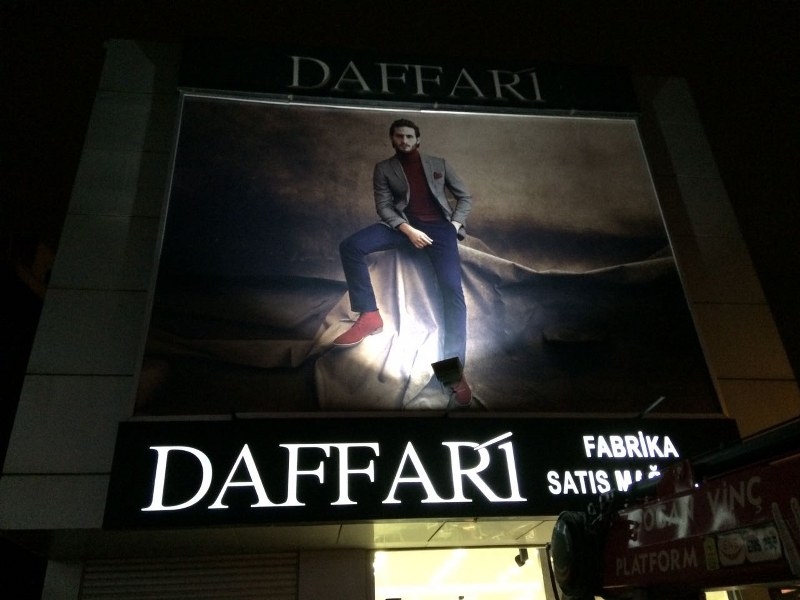 DAFFARİ
DAFFARİ
FABRİKA
SATIS
VİNÇ
PLATFORM